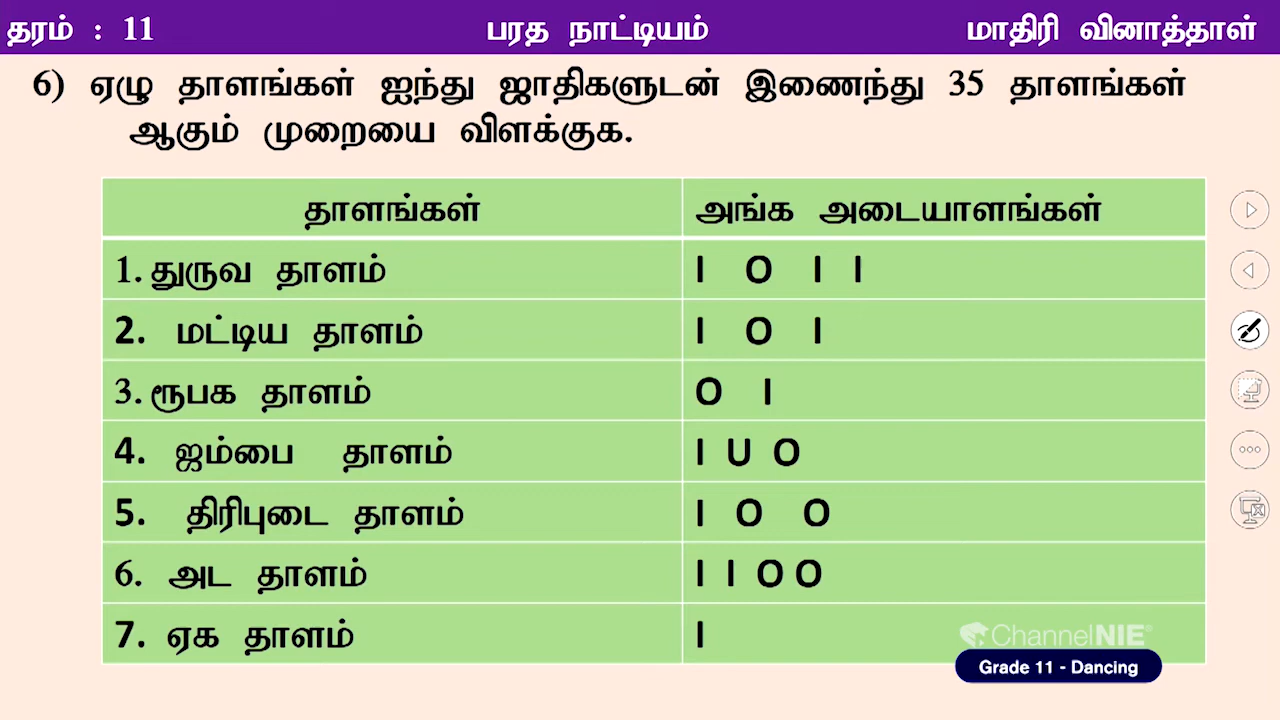 தரம் : 11 பரத நாட்டியம் மாதிரி வினாத்தாள்
6) ஏழு தாளங்கள் ஐந்து ஜாதிகளுடன் இணைந்து 35 தாளங்கள்
ஆகும் முறையை விளக்குக.
தாளங்கள் அங்க அடையாளங்கள்
1. துருவ தாளம் I O I I
2. மட்டிய தாளம் I O I
3. ரூபக தாளம் O I
4. ஜம்பை தாளம் I U O
5. திரிபுடை தாளம் I O O
6. அட தாளம் I I O O
7. ஏக தாளம் I
ChannelNIE
Grade 11 - Dancing